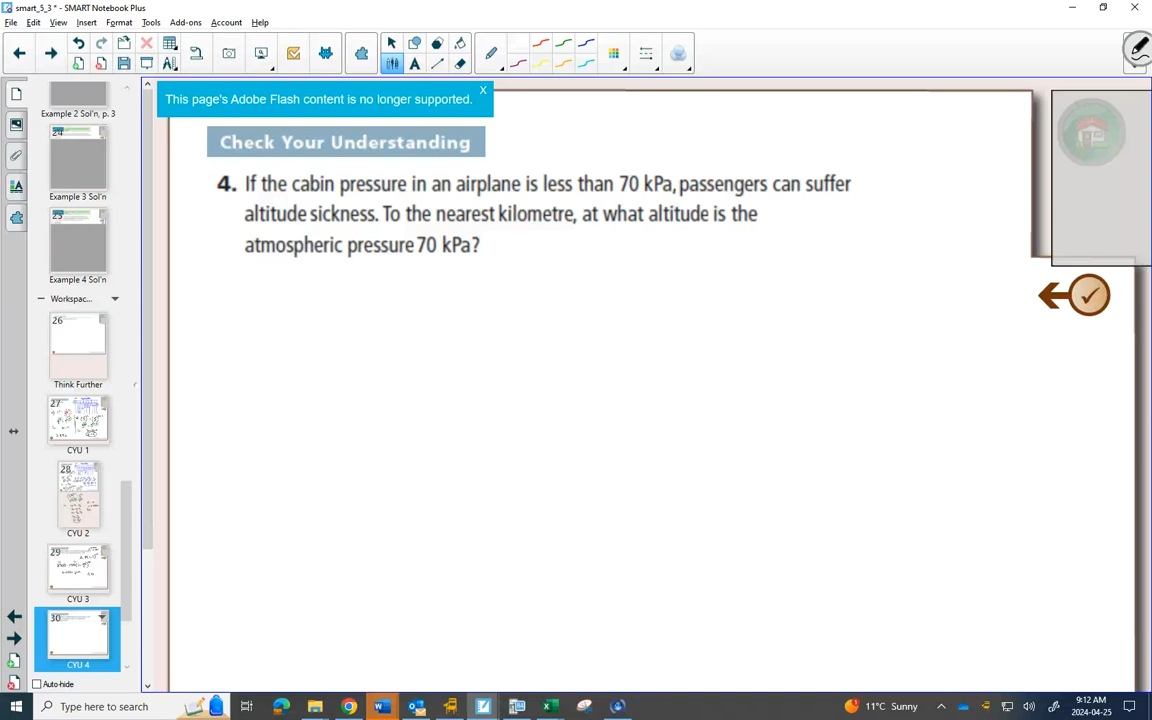 smart_5_3 * - SMART Notebook Plus
File Edit View Insert Format Tools Add-ons Account Help
This page's Adobe Flash content is no longer supported. X
Example 2 Sol'n, p. 3
24
Example 3 Sol'n
25
Example 4 Sol'n
Workspac...
26
Think Further
27
CYU 1
28
CYU 2
29
CYU 3
30
CYU 4
Auto-hide
Check Your Understanding
4. If the cabin pressure in an airplane is less than 70 kPa, passengers can suffer
altitude sickness. To the nearest kilometre, at what altitude is the
atmospheric pressure 70 kPa?
Type here to search
11°C Sunny
9:12 AM
2024-04-25